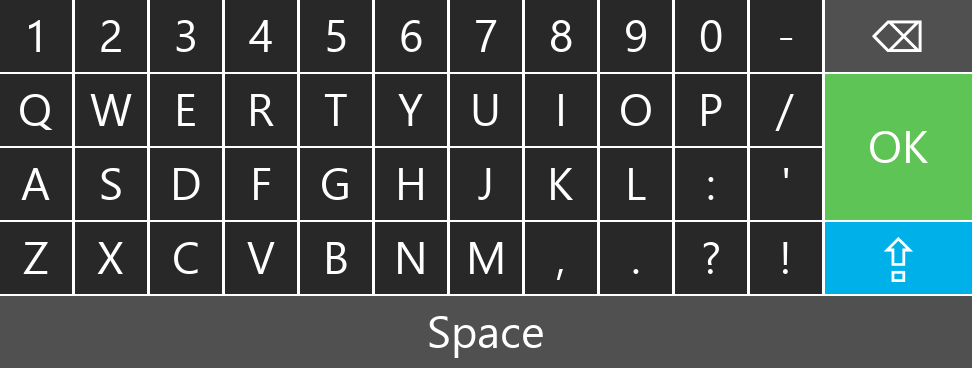 1 2 3 4 5 6 7 8 9 0 - ⌫
Q W E R T Y U I O P /
OK
A S D F G H J K L : '
Z X C V B N M , . ? ! ⇪
Space